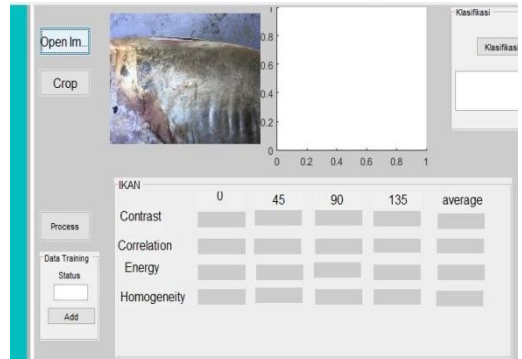 Open Im...
Crop
1
0.8
0.6
0.4
0.2
0
0 0.2 0.4 0.6 0.8 1
Klasifikasi
Klasifikasi
Process
Data Training
Status
Add
IKAN
0 45 90 135 average
Contrast
Correlation
Energy
Homogeneity